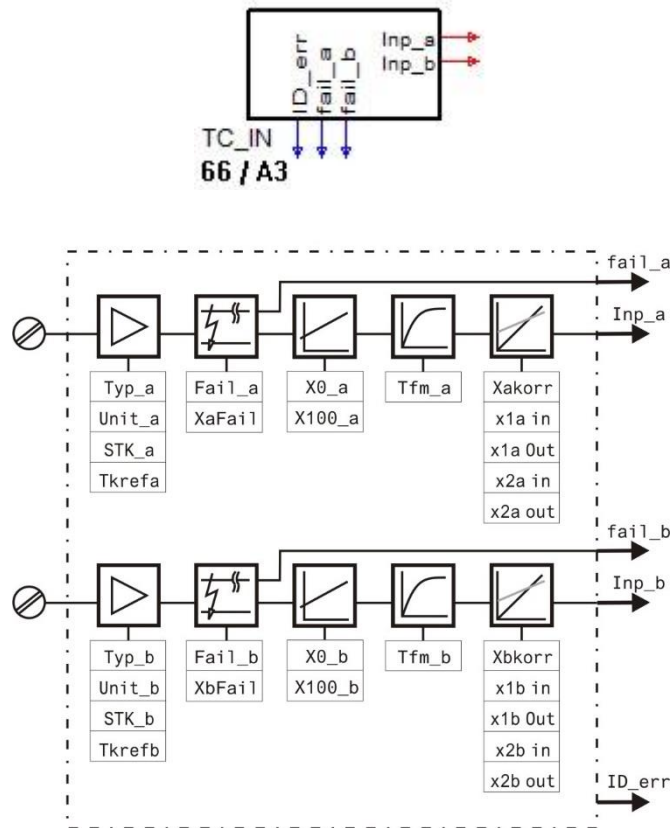 Inp_a
Inp_b
ID_err
fail_a
fail_b
TC_IN
66 / A3
fail_a
Inp_a
Typ_a
Unit_a
STK_a
Tkrefa
Fail_a
XaFail
X0_a
X100_a
Tfm_a
Xakorr
x1a in
x1a Out
x2a in
x2a out
fail_b
Inp_b
Typ_b
Unit_b
STK_b
Tkrefb
Fail_b
XbFail
X0_b
X100_b
Tfm_b
Xbkorr
x1b in
x1b Out
x2b in
x2b out
ID_err